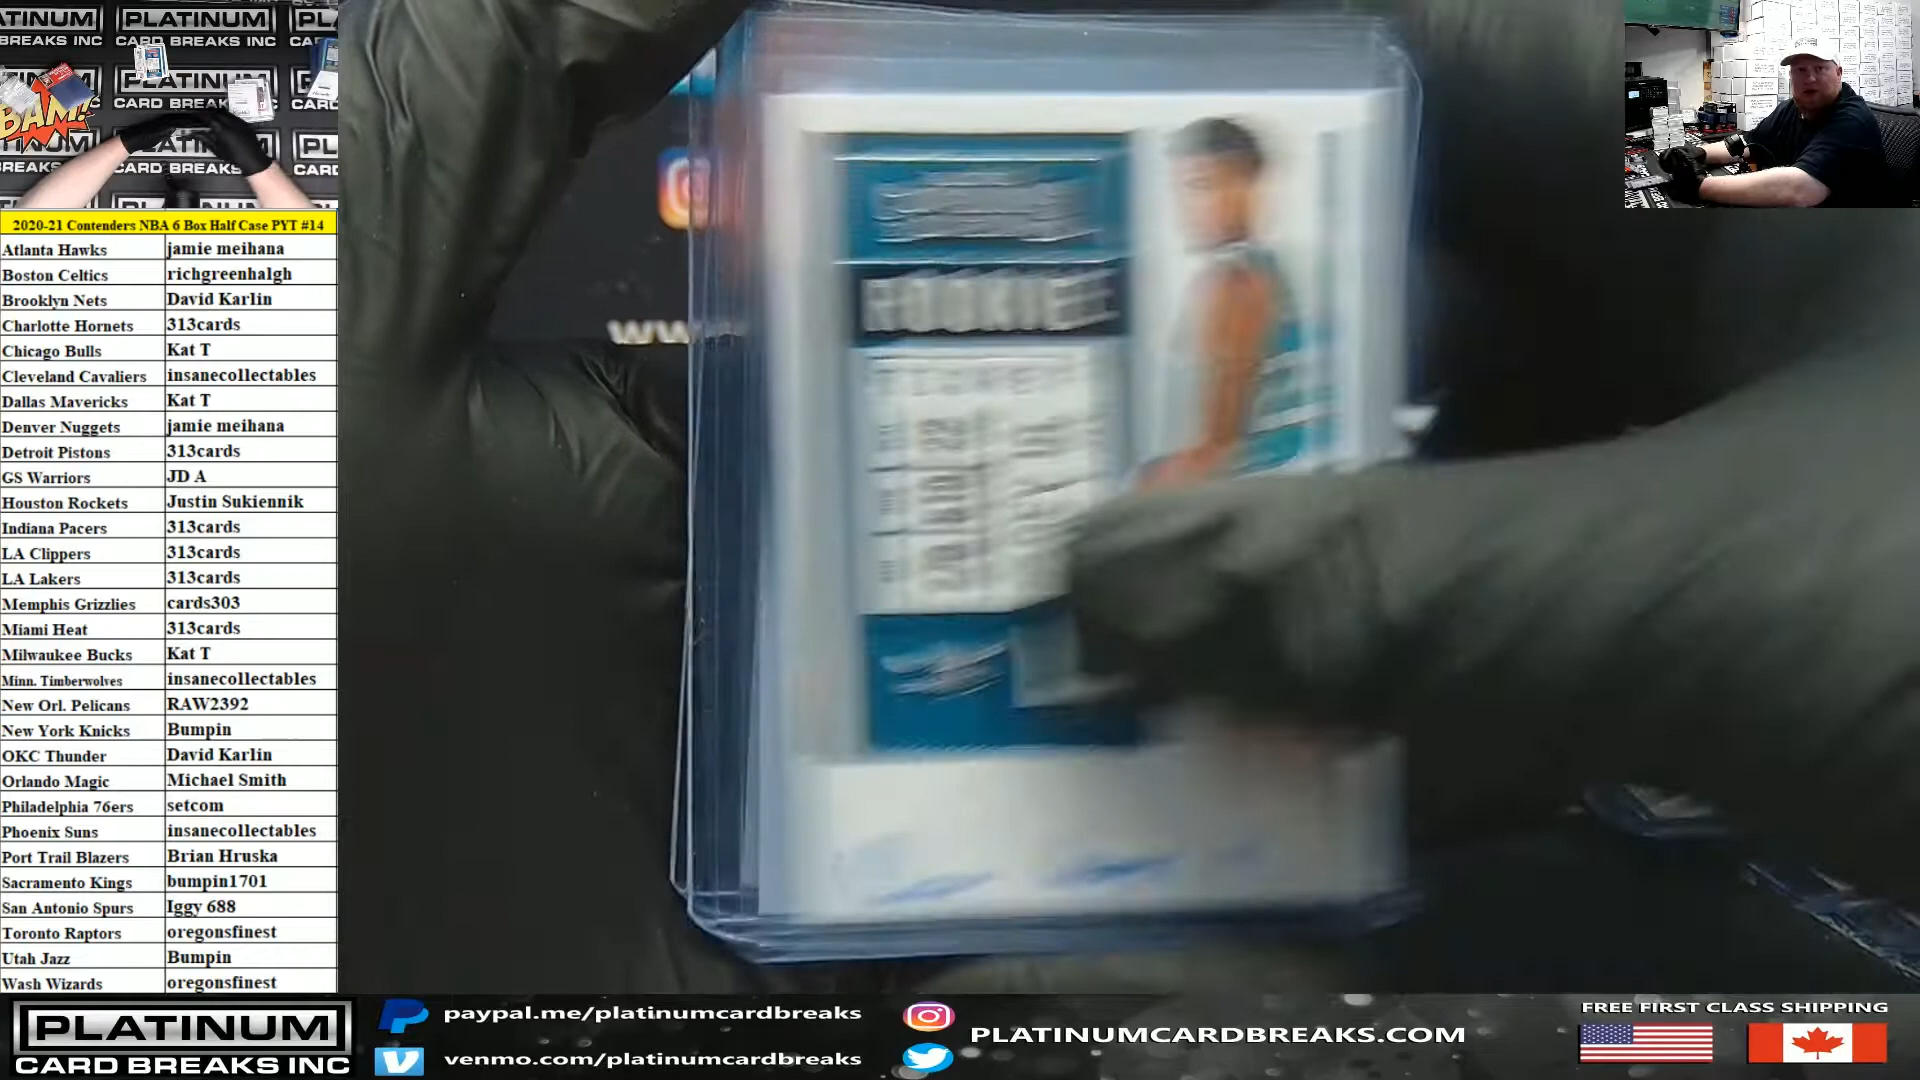 PLATINUM
CARD BREAKS INC
BAM!
2020-21 Contenders NBA 6 Box Half Case PYT #14
Atlanta Hawks jamie meihana
Boston Celtics richgreenhalgh
Brooklyn Nets David Karlin
Charlotte Hornets 313cards
Chicago Bulls Kat T
Cleveland Cavaliers insanecollectables
Dallas Mavericks Kat T
Denver Nuggets jamie meihana
Detroit Pistons 313cards
GS Warriors JD A
Houston Rockets Justin Sukiennik
Indiana Pacers 313cards
LA Clippers 313cards
LA Lakers 313cards
Memphis Grizzlies cards303
Miami Heat 313cards
Milwaukee Bucks Kat T
Minn. Timberwolves insanecollectables
New Orl. Pelicans RAW2392
New York Knicks Bumpin
OKC Thunder David Karlin
Orlando Magic Michael Smith
Philadelphia 76ers setcom
Phoenix Suns insanecollectables
Port Trail Blazers Brian Hruska
Sacramento Kings bumpin1701
San Antonio Spurs Iggy 688
Toronto Raptors oregonsfinest
Utah Jazz Bumpin
Wash Wizards oregonsfinest
ROOKIE
TICKET
PLATINUM
CARD BREAKS INC
paypal.me/platinumcardbreaks
venmo.com/platinumcardbreaks
PLATINUMCARDBREAKS.COM
FREE FIRST CLASS SHIPPING